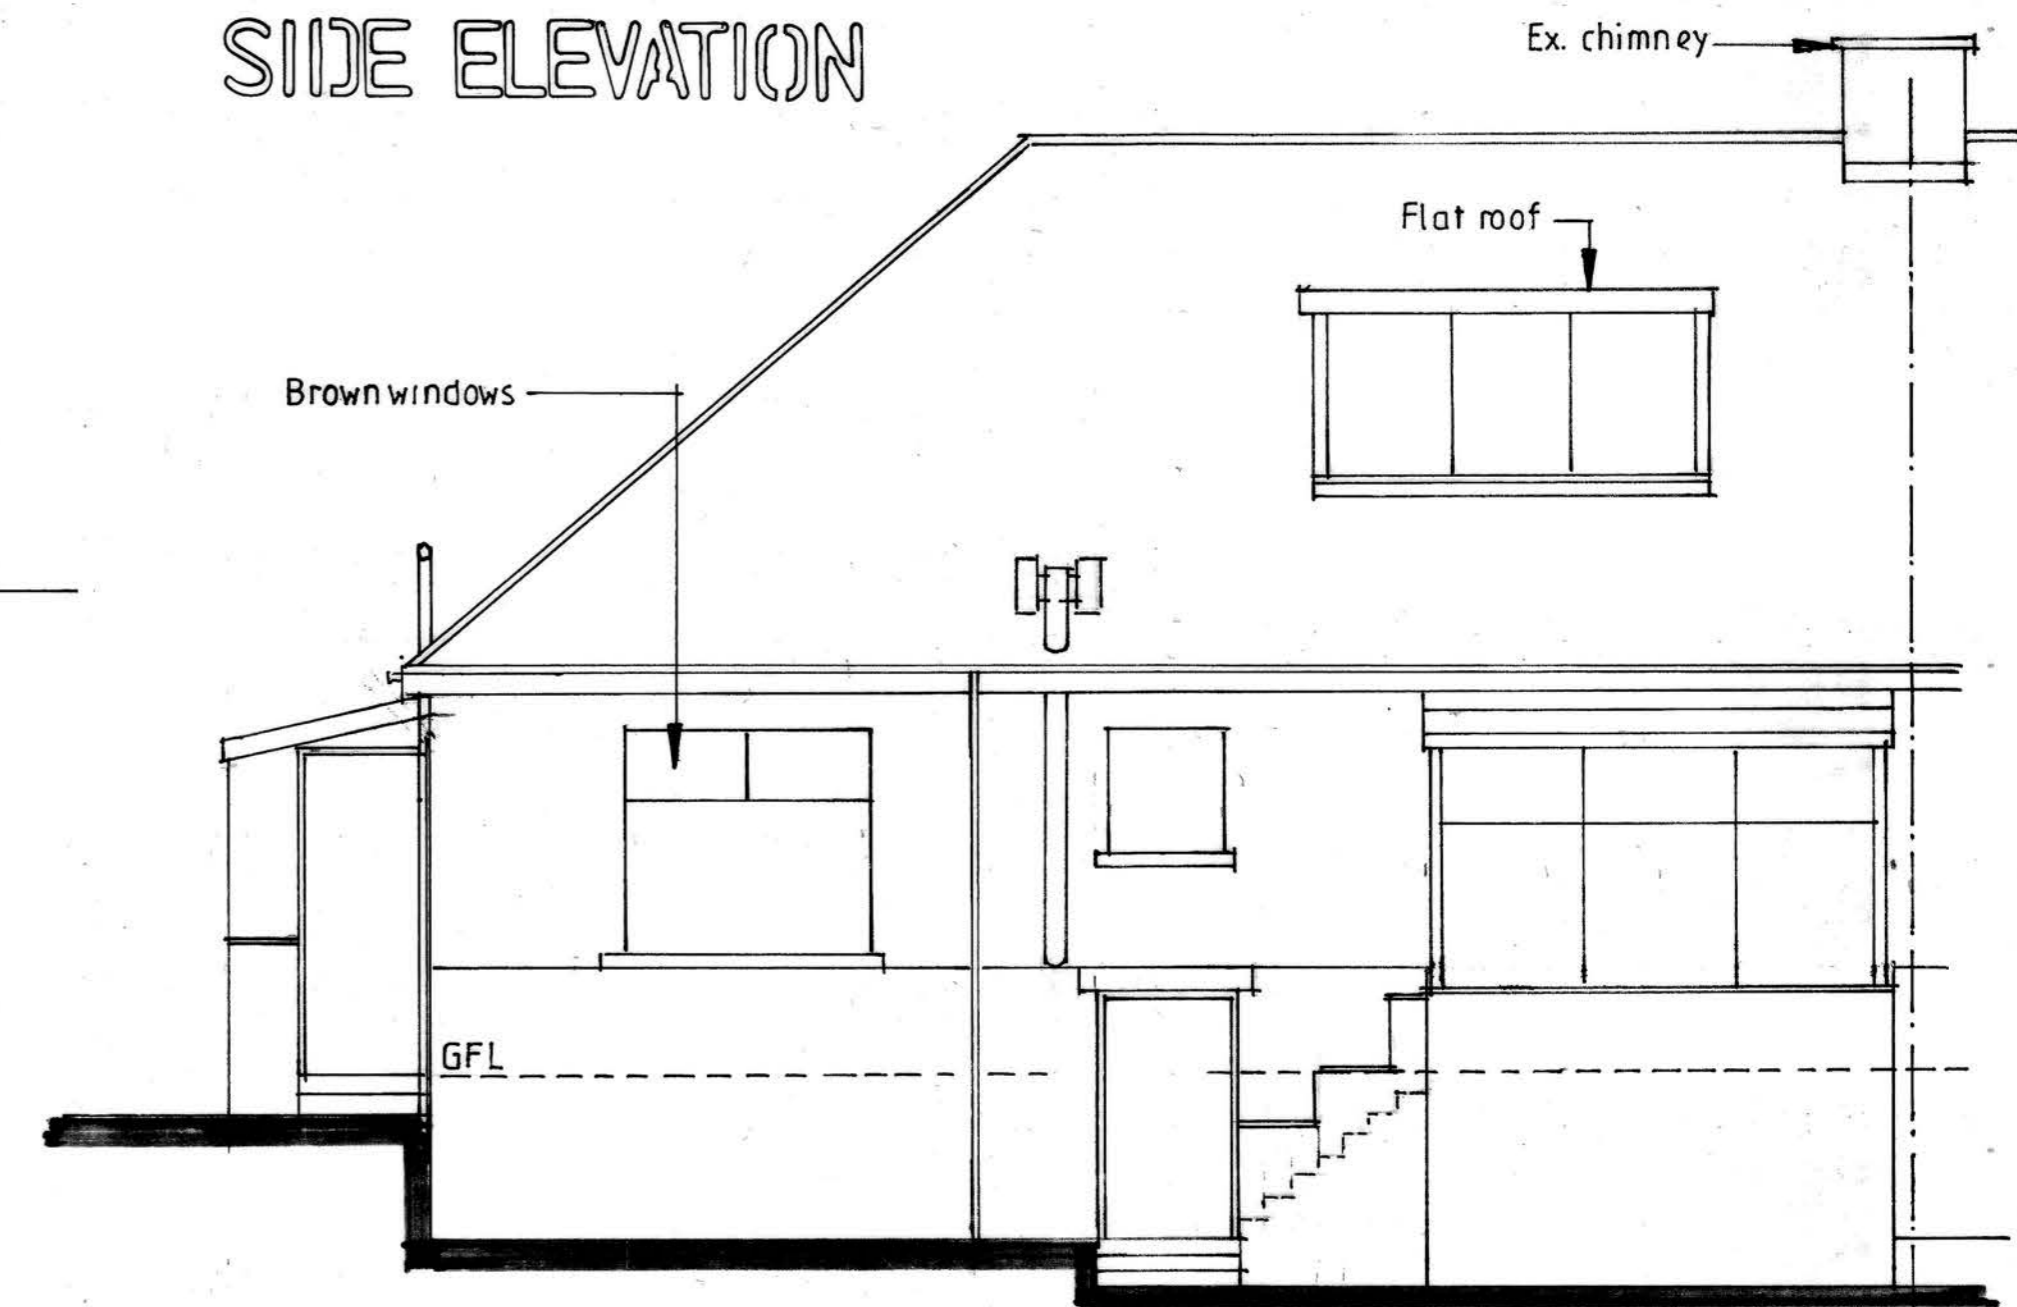 SIDE ELEVATION
Ex. chimney
Flat roof
Brown windows
GFL